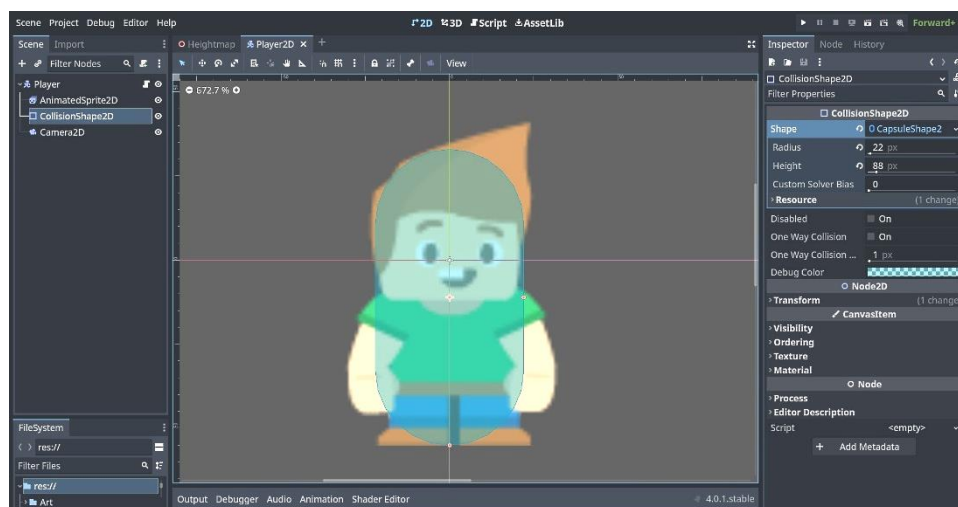 Scene Project Debug Editor Help
2D 3D Script AssetLib
Forward+
Scene Import
Filter Nodes
Player
AnimatedSprite2D
CollisionShape2D
Camera2D
FileSystem
res://
Filter Files
res://
Art
Heightmap Player2D
View
672.7 %
Output Debugger Audio Animation Shader Editor
4.0.1.stable
Inspector Node History
CollisionShape2D
Filter Properties
CollisionShape2D
Shape CapsuleShape2
Radius 22 px
Height 88 px
Custom Solver Bias 0
Resource (1 change
Disabled On
One Way Collision On
One Way Collision ... 1 px
Debug Color
Node2D
Transform (1 change
CanvasItem
Visibility
Ordering
Texture
Material
Node
Process
Editor Description
Script <empty>
+ Add Metadata